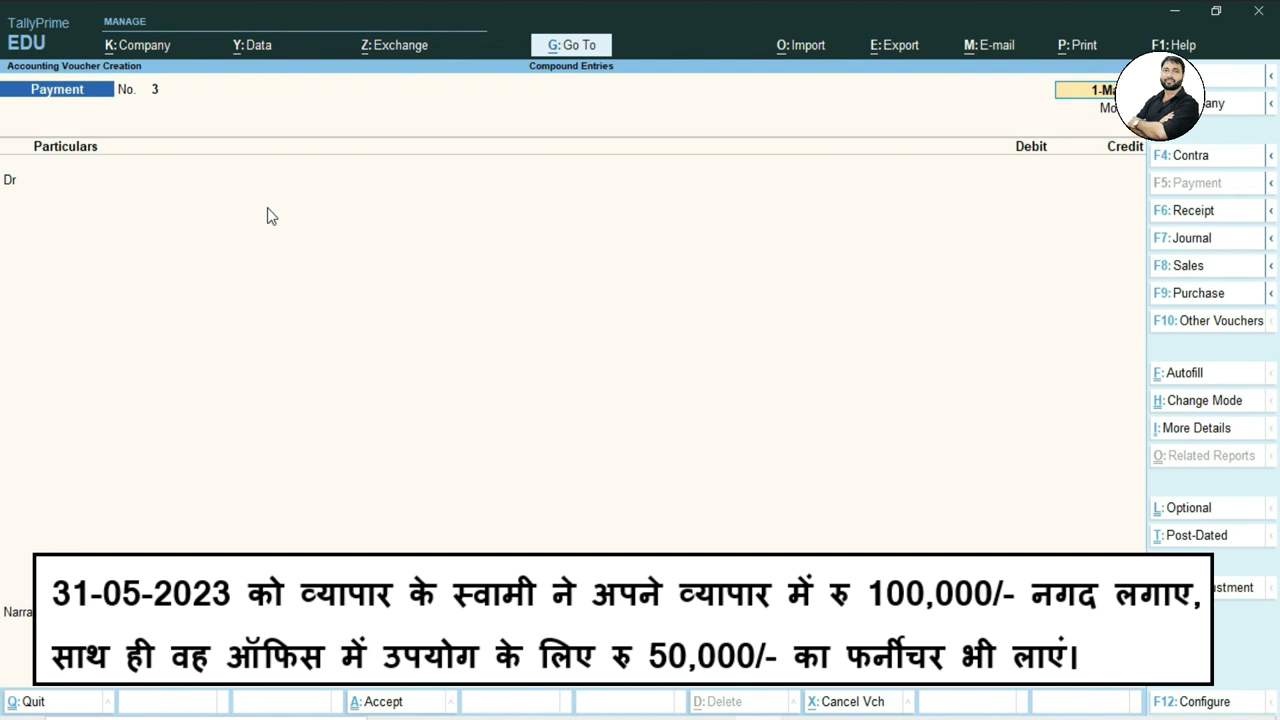 TallyPrime
MANAGE
EDU
K: Company
Y: Data
Z: Exchange
G: Go To
O: Import
E: Export
M: E-mail
P: Print
F1: Help
Accounting Voucher Creation
Compound Entries
Payment No. 3
Particulars
Debit
Credit
Dr
F4: Contra
F5: Payment
F6: Receipt
F7: Journal
F8: Sales
F9: Purchase
F10: Other Vouchers
F: Autofill
H: Change Mode
I: More Details
O: Related Reports
L: Optional
T: Post-Dated
31-05-2023 को व्यापार के स्वामी ने अपने व्यापार में रु 100,000/- नगद लगाए,
साथ ही वह ऑफिस में उपयोग के लिए रु 50,000/- का फर्नीचर भी लाएं।
Q: Quit
A: Accept
D: Delete
X: Cancel Vch
F12: Configure